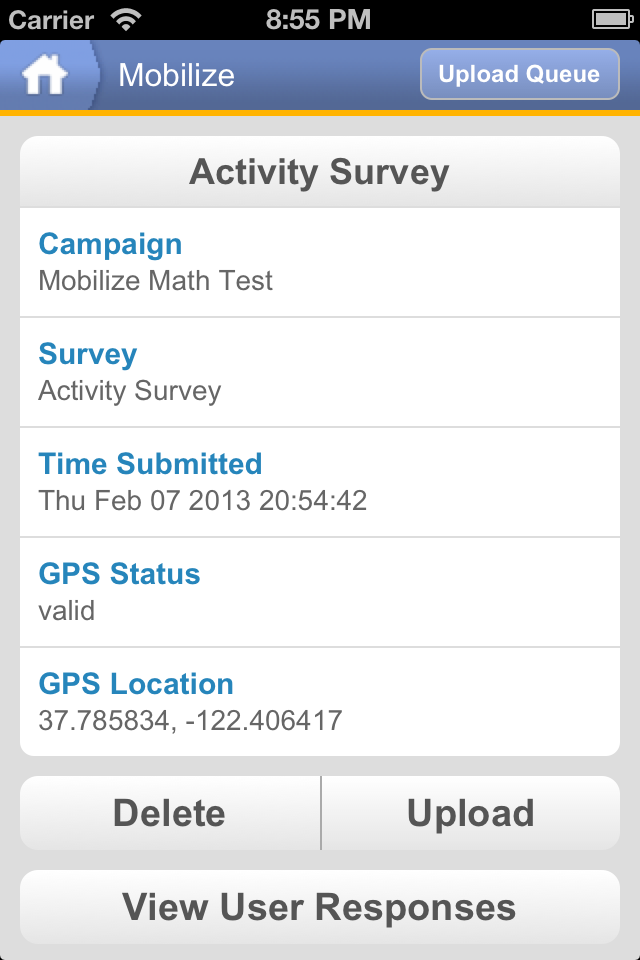 Carrier 8:55 PM
Mobilize Upload Queue
Activity Survey
Campaign
Mobilize Math Test
Survey
Activity Survey
Time Submitted
Thu Feb 07 2013 20:54:42
GPS Status
valid
GPS Location
37.785834, -122.406417
Delete Upload
View User Responses